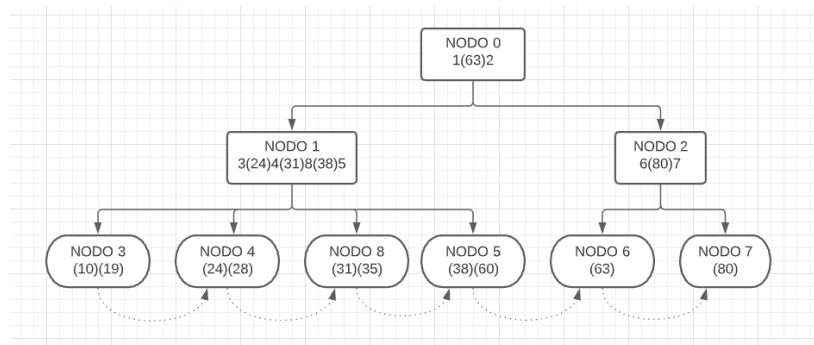 NODO 0
1(63)2
NODO 1
3(24)4(31)8(38)5
NODO 2
6(80)7
NODO 3
(10)(19)
NODO 4
(24)(28)
NODO 8
(31)(35)
NODO 5
(38)(60)
NODO 6
(63)
NODO 7
(80)